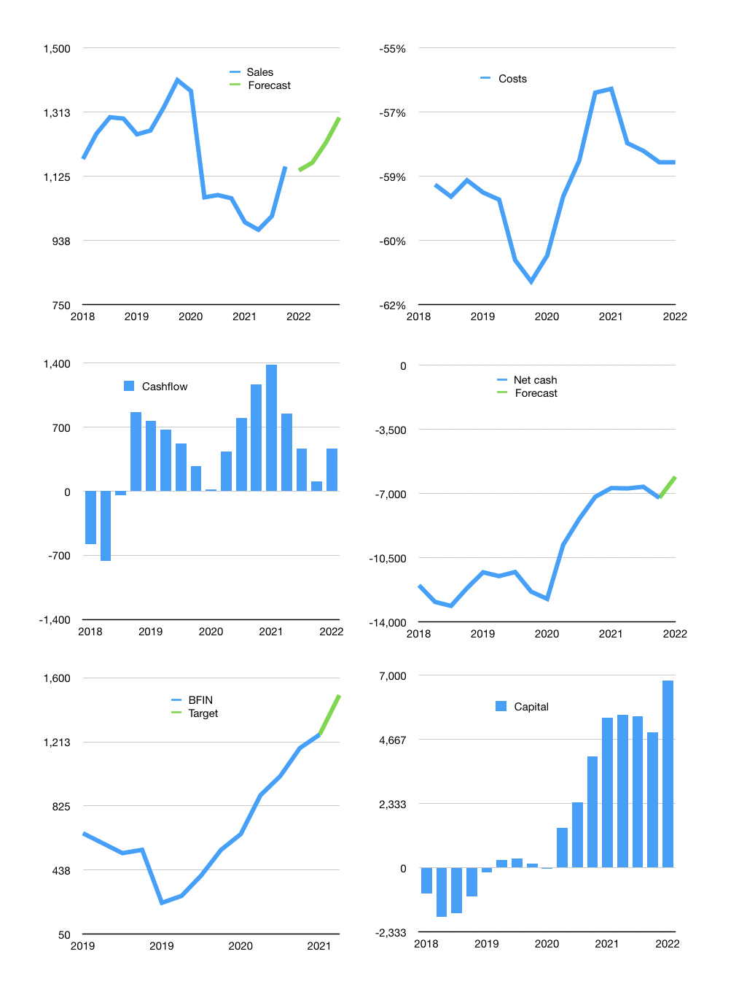 1,500
1,313
1,125
938
750
Sales
Forecast
2018 2019 2020 2021 2022
-55%
-57%
-59%
-60%
-62%
Costs
2018 2019 2020 2021 2022
1,400
700
0
-700
-1,400
Cashflow
2018 2019 2020 2021 2022
0
-3,500
-7,000
-10,500
-14,000
Net cash
Forecast
2018 2019 2020 2021 2022
1,600
1,213
825
438
50
BFIN
Target
2019 2019 2020 2021
7,000
4,667
2,333
0
-2,333
Capital
2018 2019 2020 2021 2022